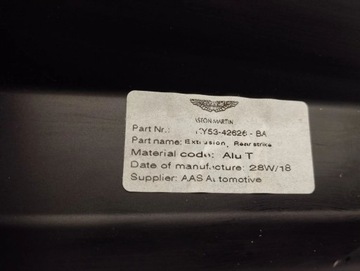 ASTON MARTIN
Part Nr.: Y53-42626 - BA
Part name: Extrusion, Rear strike
Material code: Alu T
Date of manufacture: 28W/18
Supplier: AAS Automotive